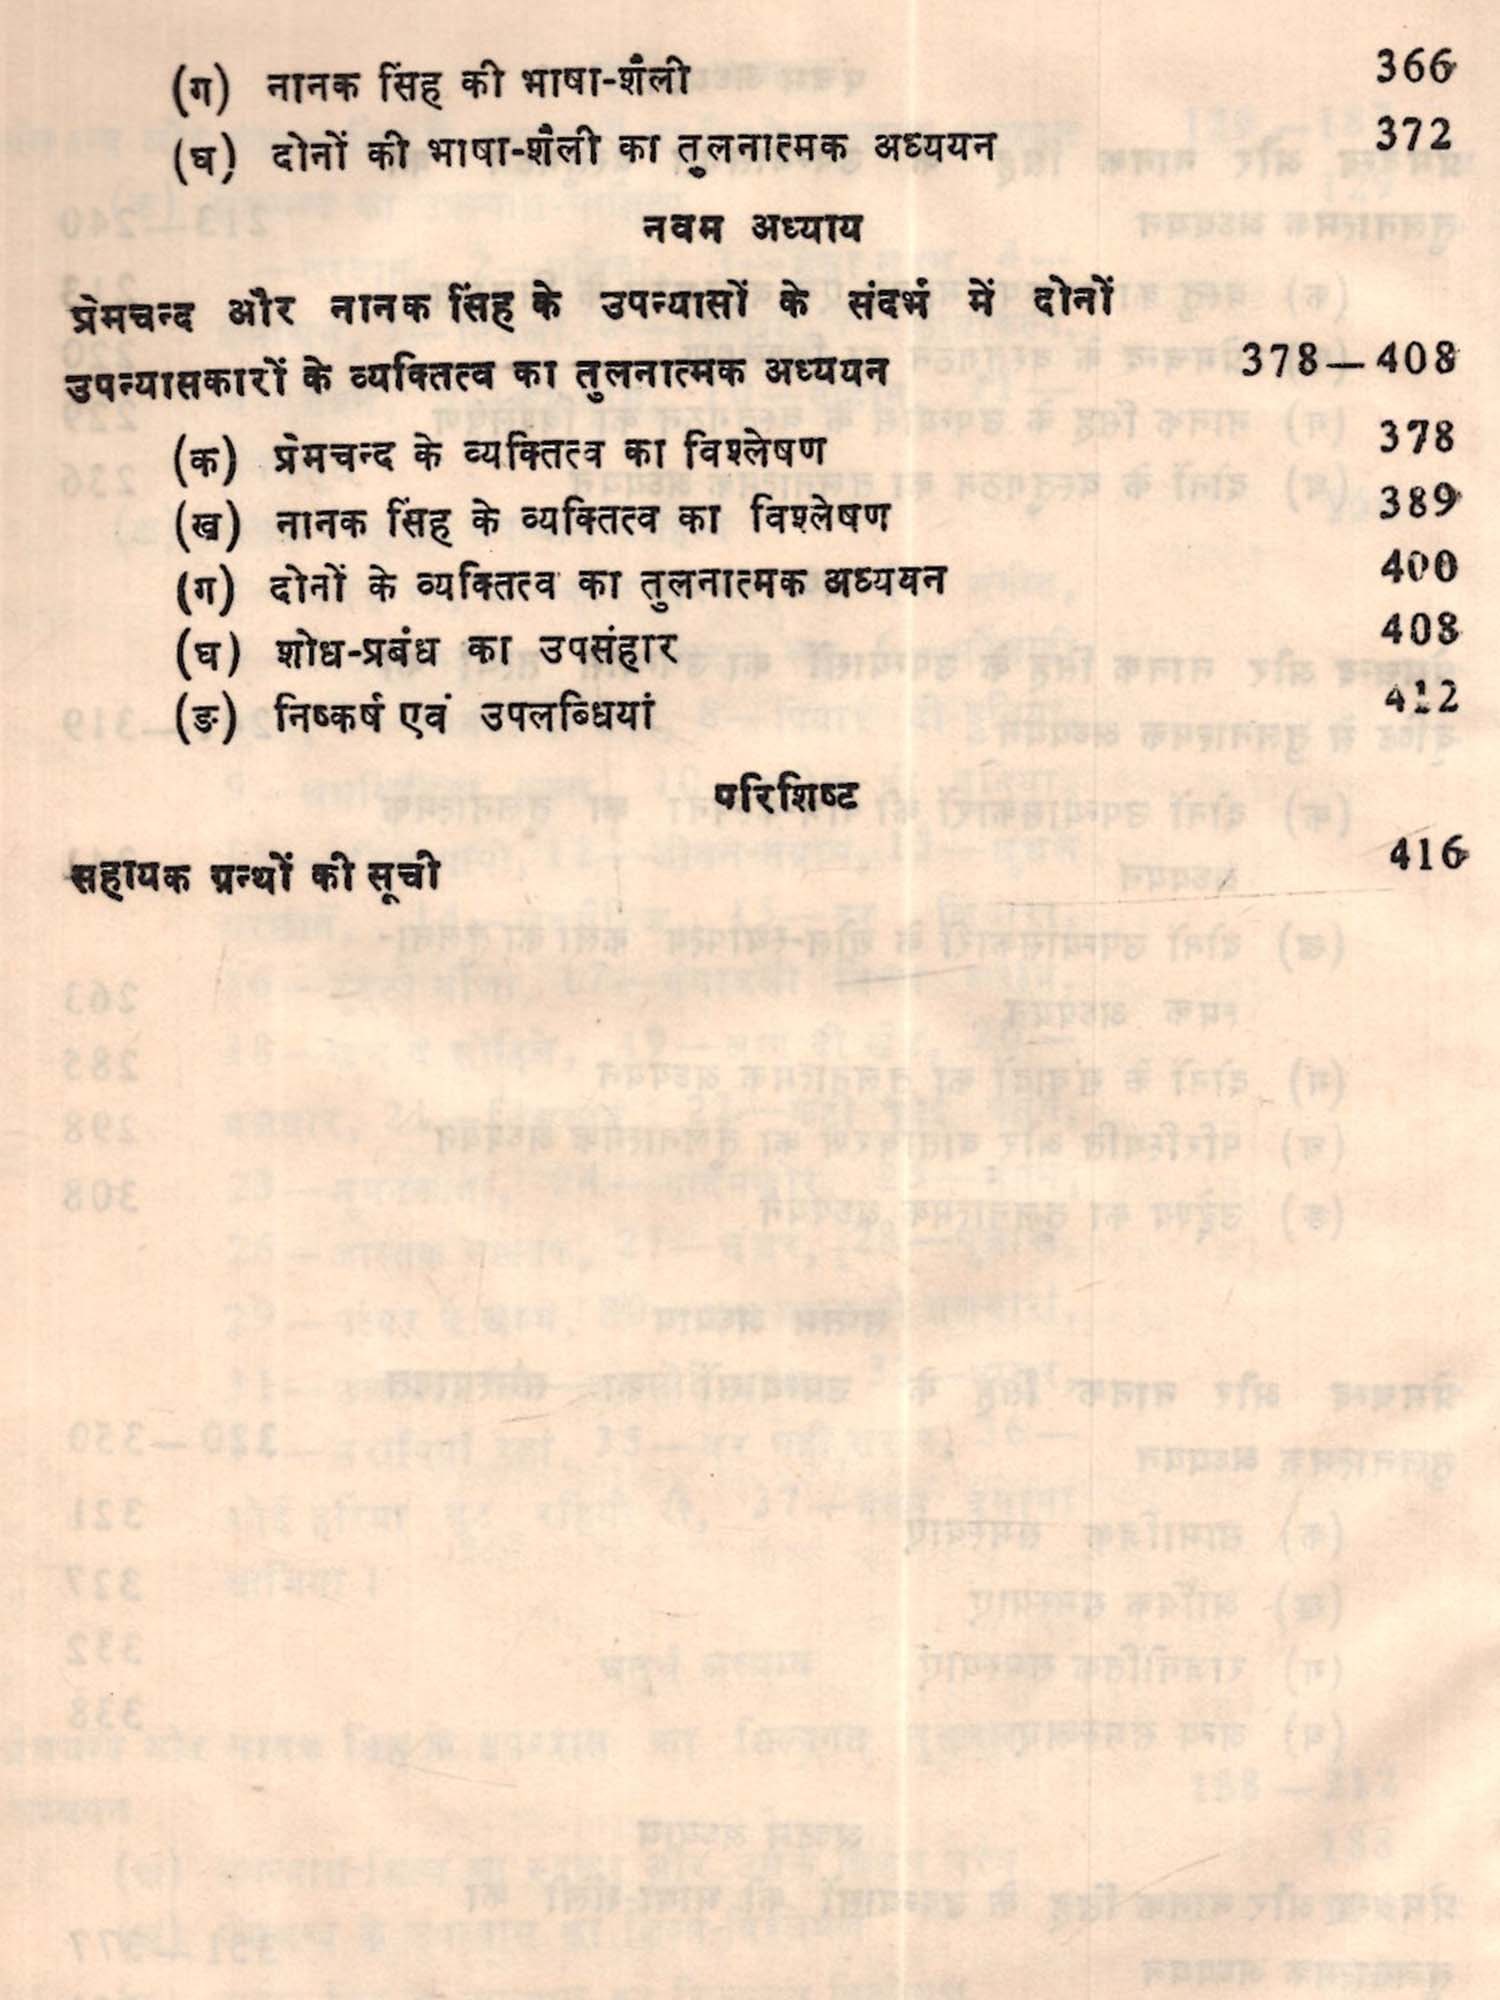 (ग) नानक सिंह की भाषा-शैली 366
(घ) दोनों की भाषा-शैली का तुलनात्मक अध्ययन 372
नवम अध्याय
प्रेमचन्द और नानक सिंह के उपन्यासों के संदर्भ में दोनों
उपन्यासकारों के व्यक्तित्व का तुलनात्मक अध्ययन 378—408
(क) प्रेमचन्द के व्यक्तित्व का विश्लेषण 378
(ख) नानक सिंह के व्यक्तित्व का विश्लेषण 389
(ग) दोनों के व्यक्तित्व का तुलनात्मक अध्ययन 400
(घ) शोध-प्रबंध का उपसंहार 408
(ङ) निष्कर्ष एवं उपलब्धियां 412
परिशिष्ट
सहायक ग्रन्थों की सूची 416